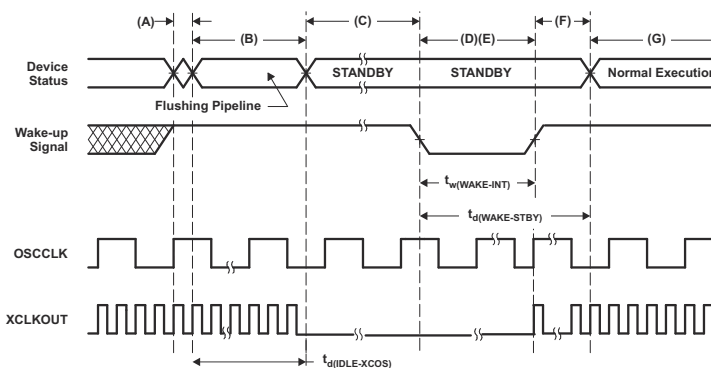 (A)
(B)
(C)
(D)(E)
(F)
(G)
Device
Status
STANDBY
STANDBY
Normal Execution
Flushing Pipeline
Wake-up
Signal
tw(WAKE-INT)
td(WAKE-STBY)
OSCCLK
XCLKOUT
td(IDLE-XCOS)